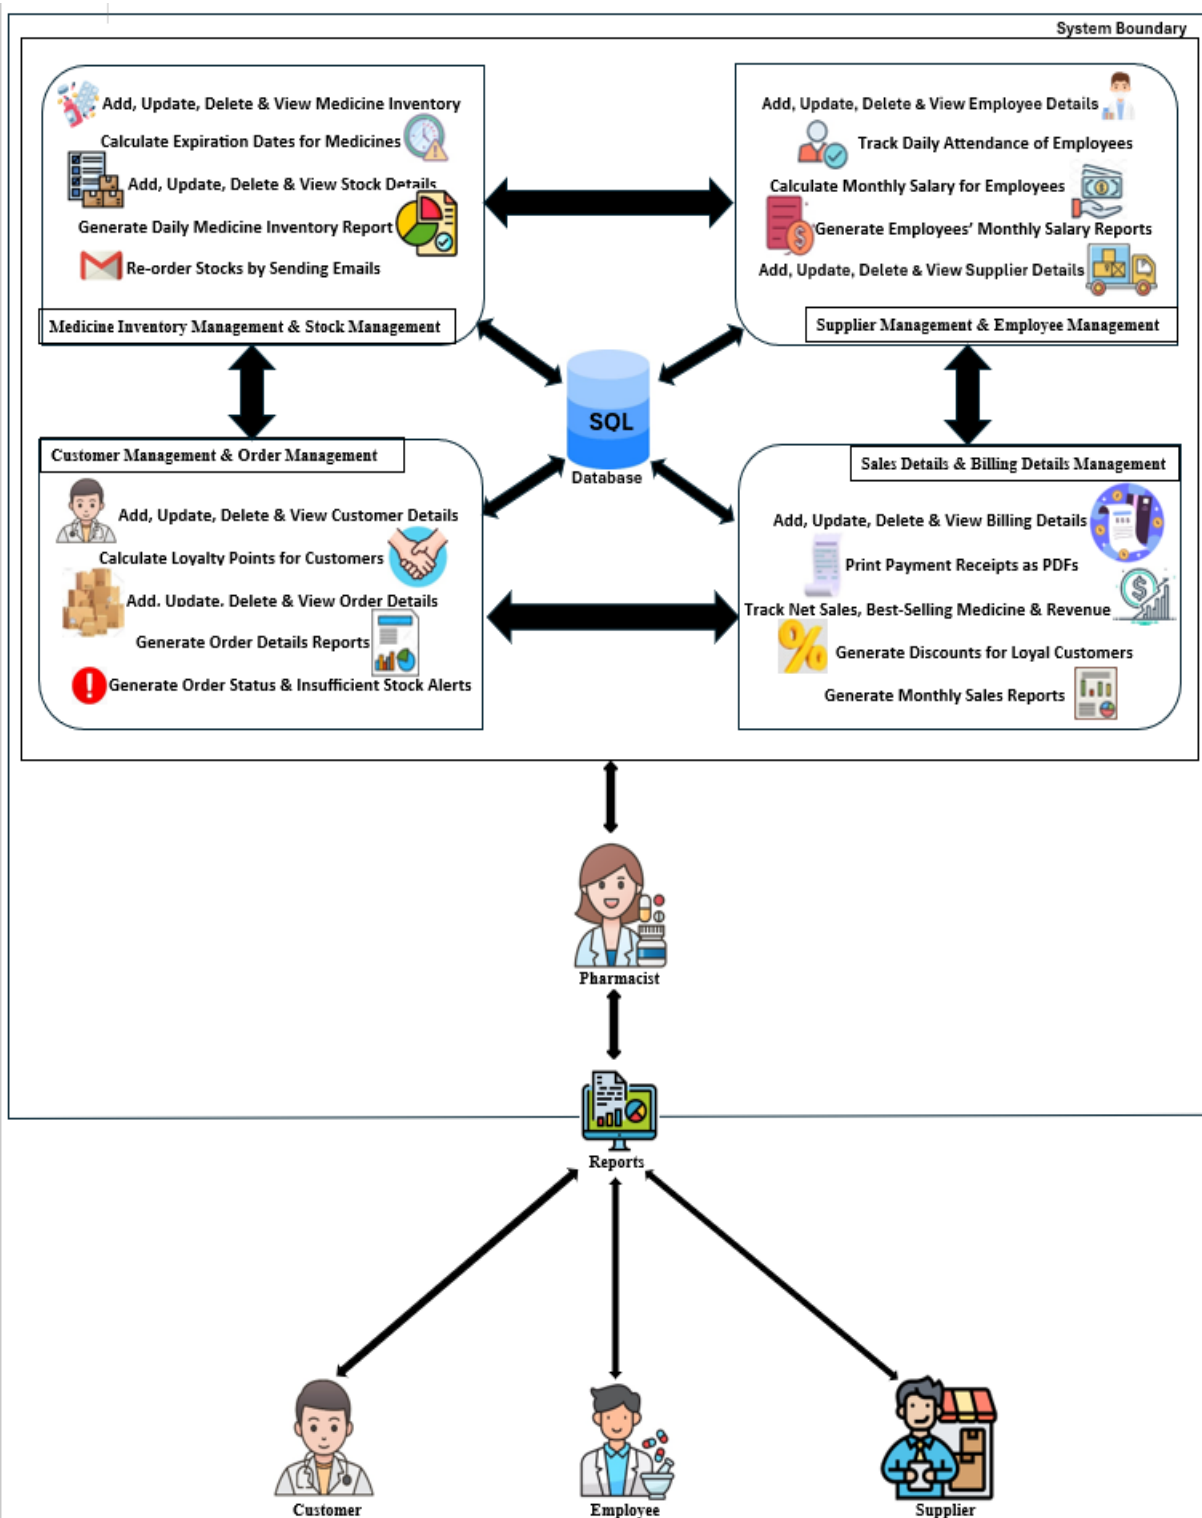 System Boundary
Add, Update, Delete & View Medicine Inventory
Calculate Expiration Dates for Medicines
Add, Update, Delete & View Stock Details
Generate Daily Medicine Inventory Report
Re-order Stocks by Sending Emails
Medicine Inventory Management & Stock Management
Add, Update, Delete & View Employee Details
Track Daily Attendance of Employees
Calculate Monthly Salary for Employees
Generate Employees’ Monthly Salary Reports
Add, Update, Delete & View Supplier Details
Supplier Management & Employee Management
SQL
Database
Customer Management & Order Management
Add, Update, Delete & View Customer Details
Calculate Loyalty Points for Customers
Add, Update, Delete & View Order Details
Generate Order Details Reports
Generate Order Status & Insufficient Stock Alerts
Sales Details & Billing Details Management
Add, Update, Delete & View Billing Details
Print Payment Receipts as PDFs
Track Net Sales, Best-Selling Medicine & Revenue
Generate Discounts for Loyal Customers
Generate Monthly Sales Reports
Pharmacist
Reports
Customer
Employee
Supplier